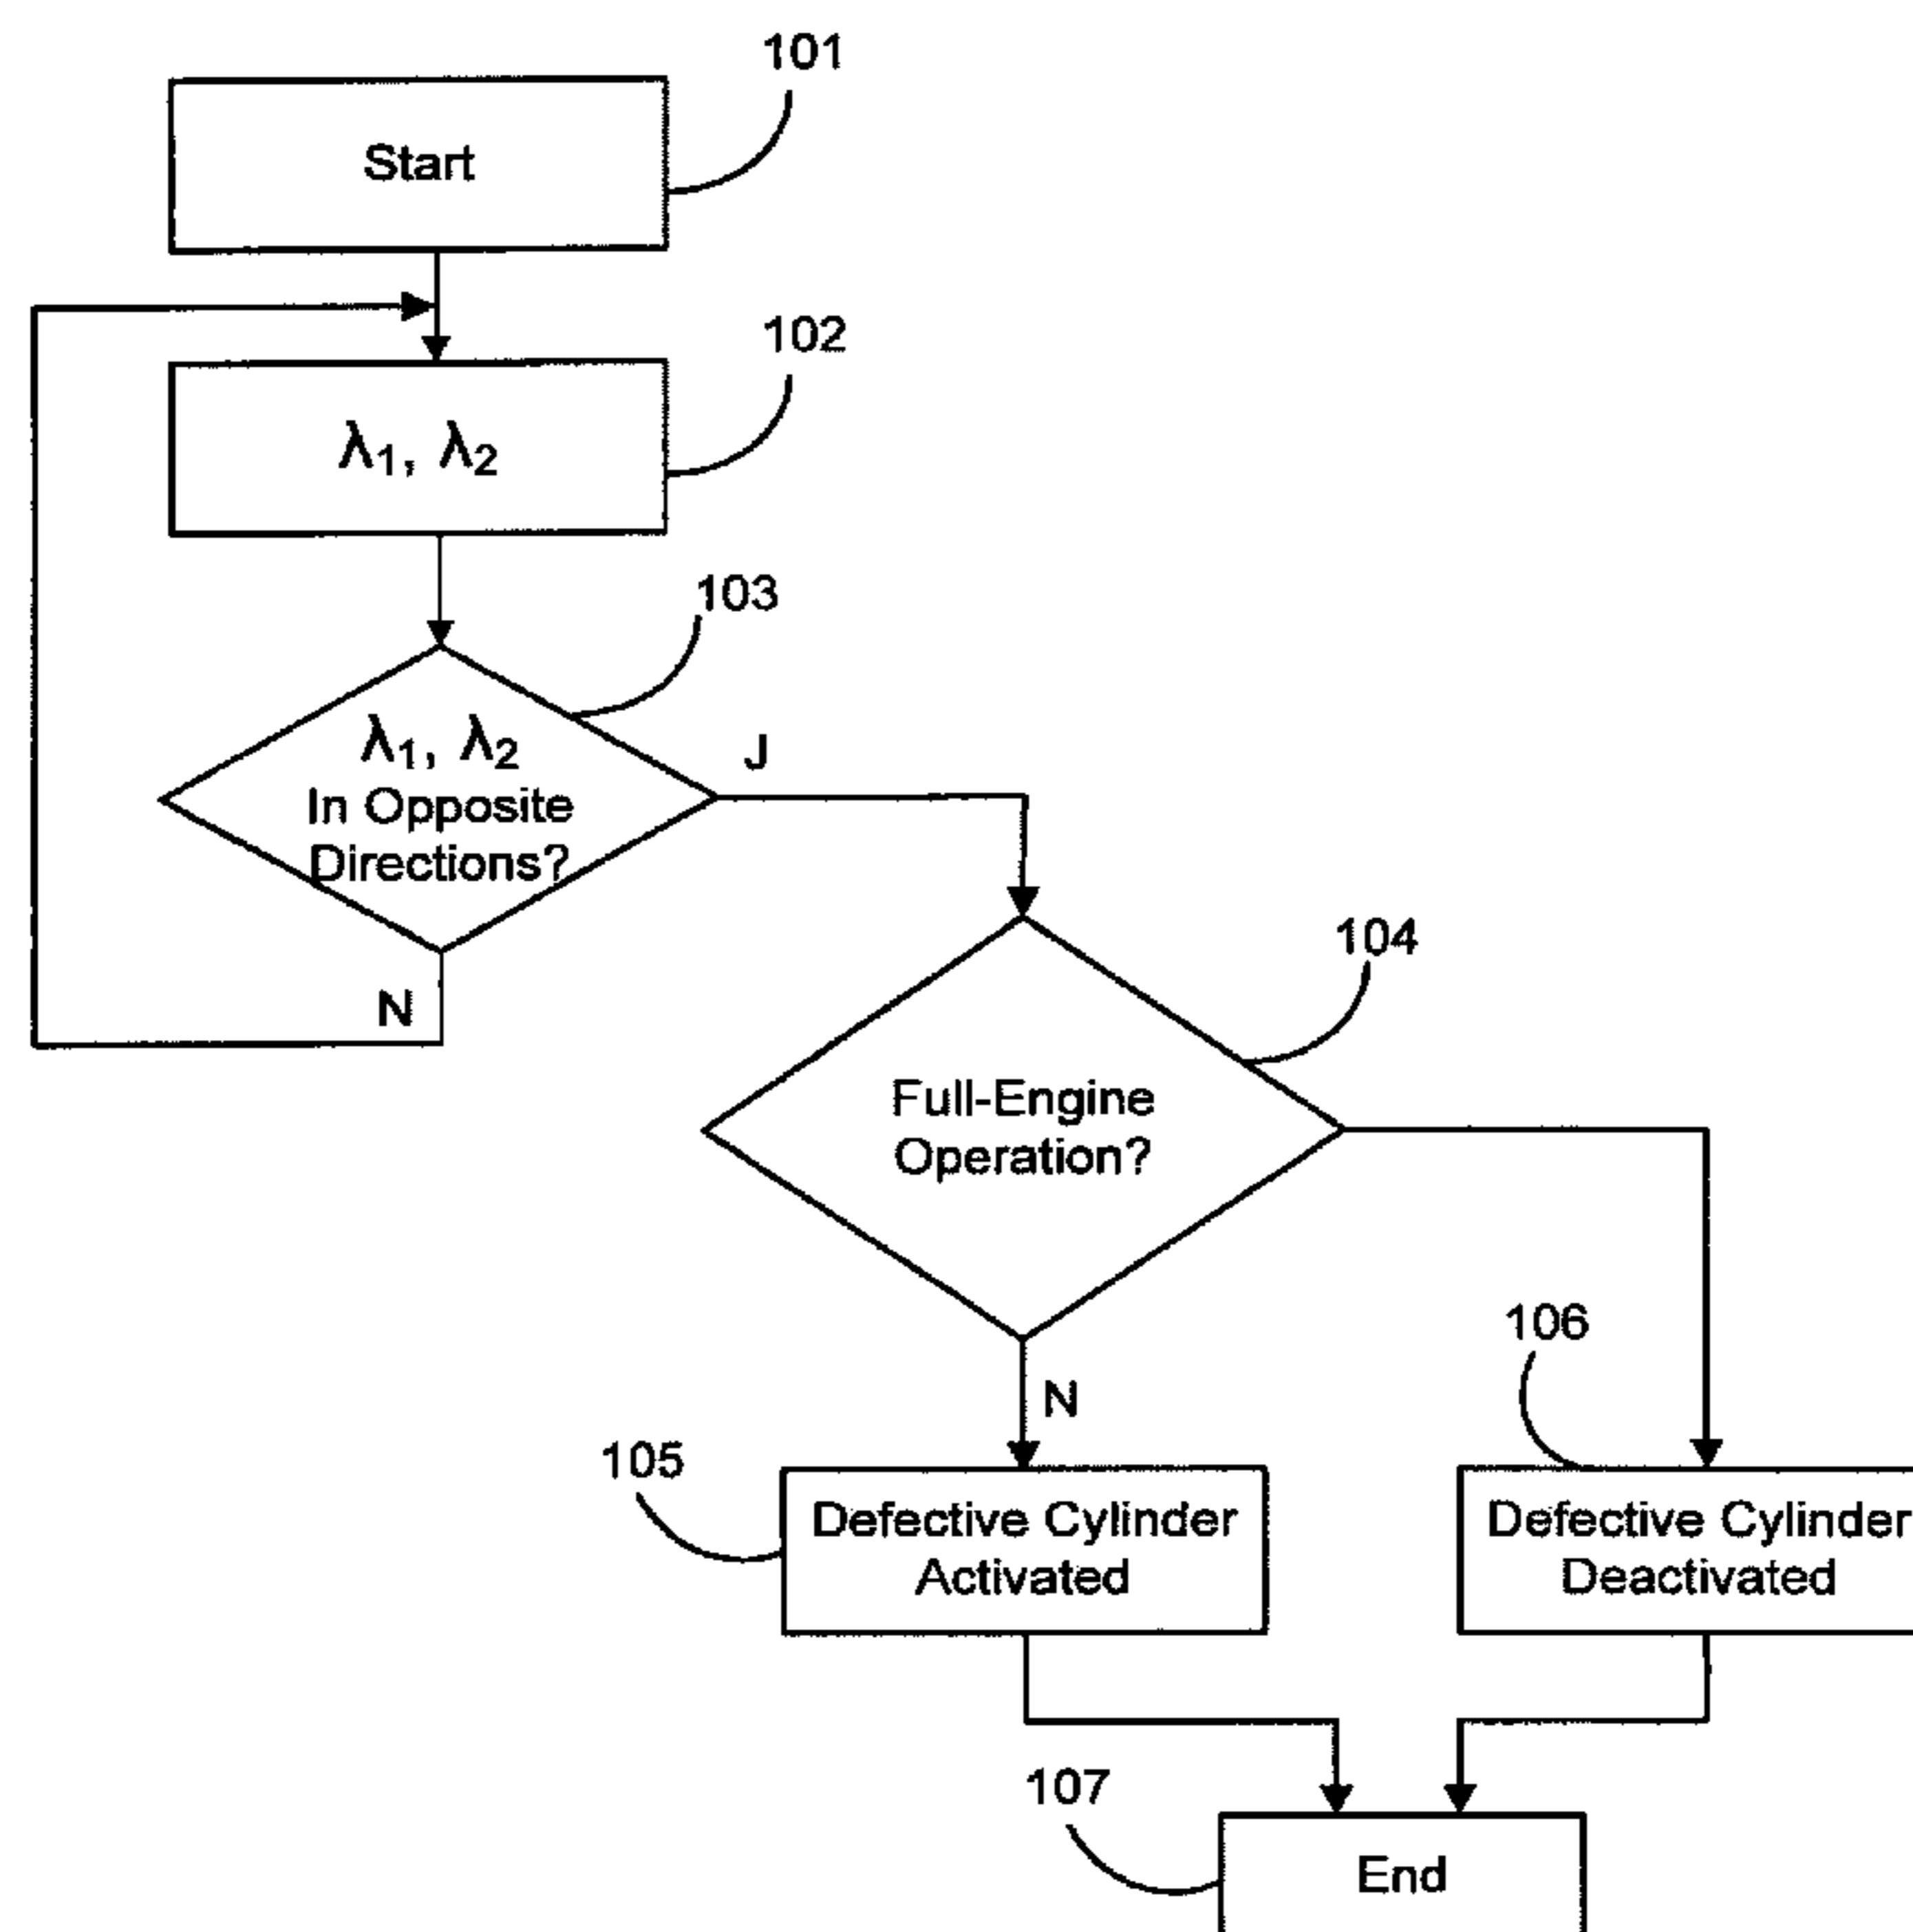 101
Start
102
λ1, λ2
103
λ1, λ2
In Opposite
Directions?
J
N
104
Full-Engine
Operation?
N
105
106
Defective Cylinder
Activated
Defective Cylinder
Deactivated
107
End